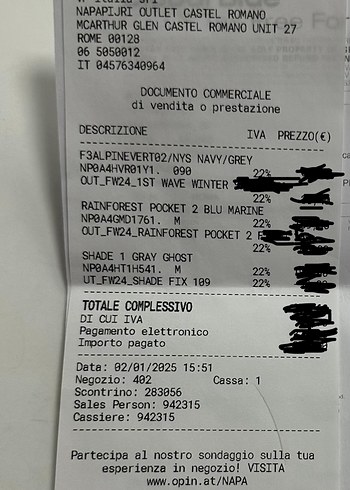 NAPAPIJRI OUTLET CASTEL ROMANO
MCARTHUR GLEN CASTEL ROMANO UNIT 27
ROME 00128
06 5050012
IT 04576340964
DOCUMENTO COMMERCIALE
di vendita o prestazione
DESCRIZIONE IVA PREZZO(€)
F3ALPINEVERT02/NYS NAVY/GREY
NP0A4HVR01Y1. 090 22%
OUT_FW24_1ST WAVE WINTER
22%
RAINFOREST POCKET 2 BLU MARINE
NP0A4GMD1761. M 22%
OUT_FW24_RAINFOREST POCKET 2
22%
SHADE 1 GRAY GHOST
NP0A4HT1H541. M 22%
UT_FW24_SHADE FIX 109 22%
TOTALE COMPLESSIVO
DI CUI IVA
Pagamento elettronico
Importo pagato
Data: 02/01/2025 15:51
Negozio: 402 Cassa: 1
Scontrino: 283056
Sales Person: 942315
Cassiere: 942315
Partecipa al nostro sondaggio sulla tua
esperienza in negozio! VISITA
www.opin.at/NAPA